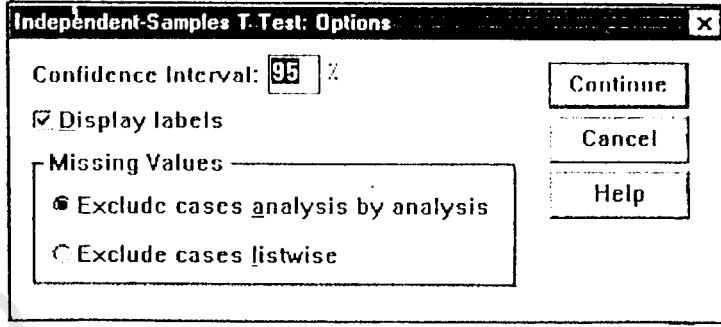 Independent-Samples T Test: Options
Confidence Interval: 95 %
Display labels
Missing Values
Exclude cases analysis by analysis
Exclude cases listwise
Continue
Cancel
Help